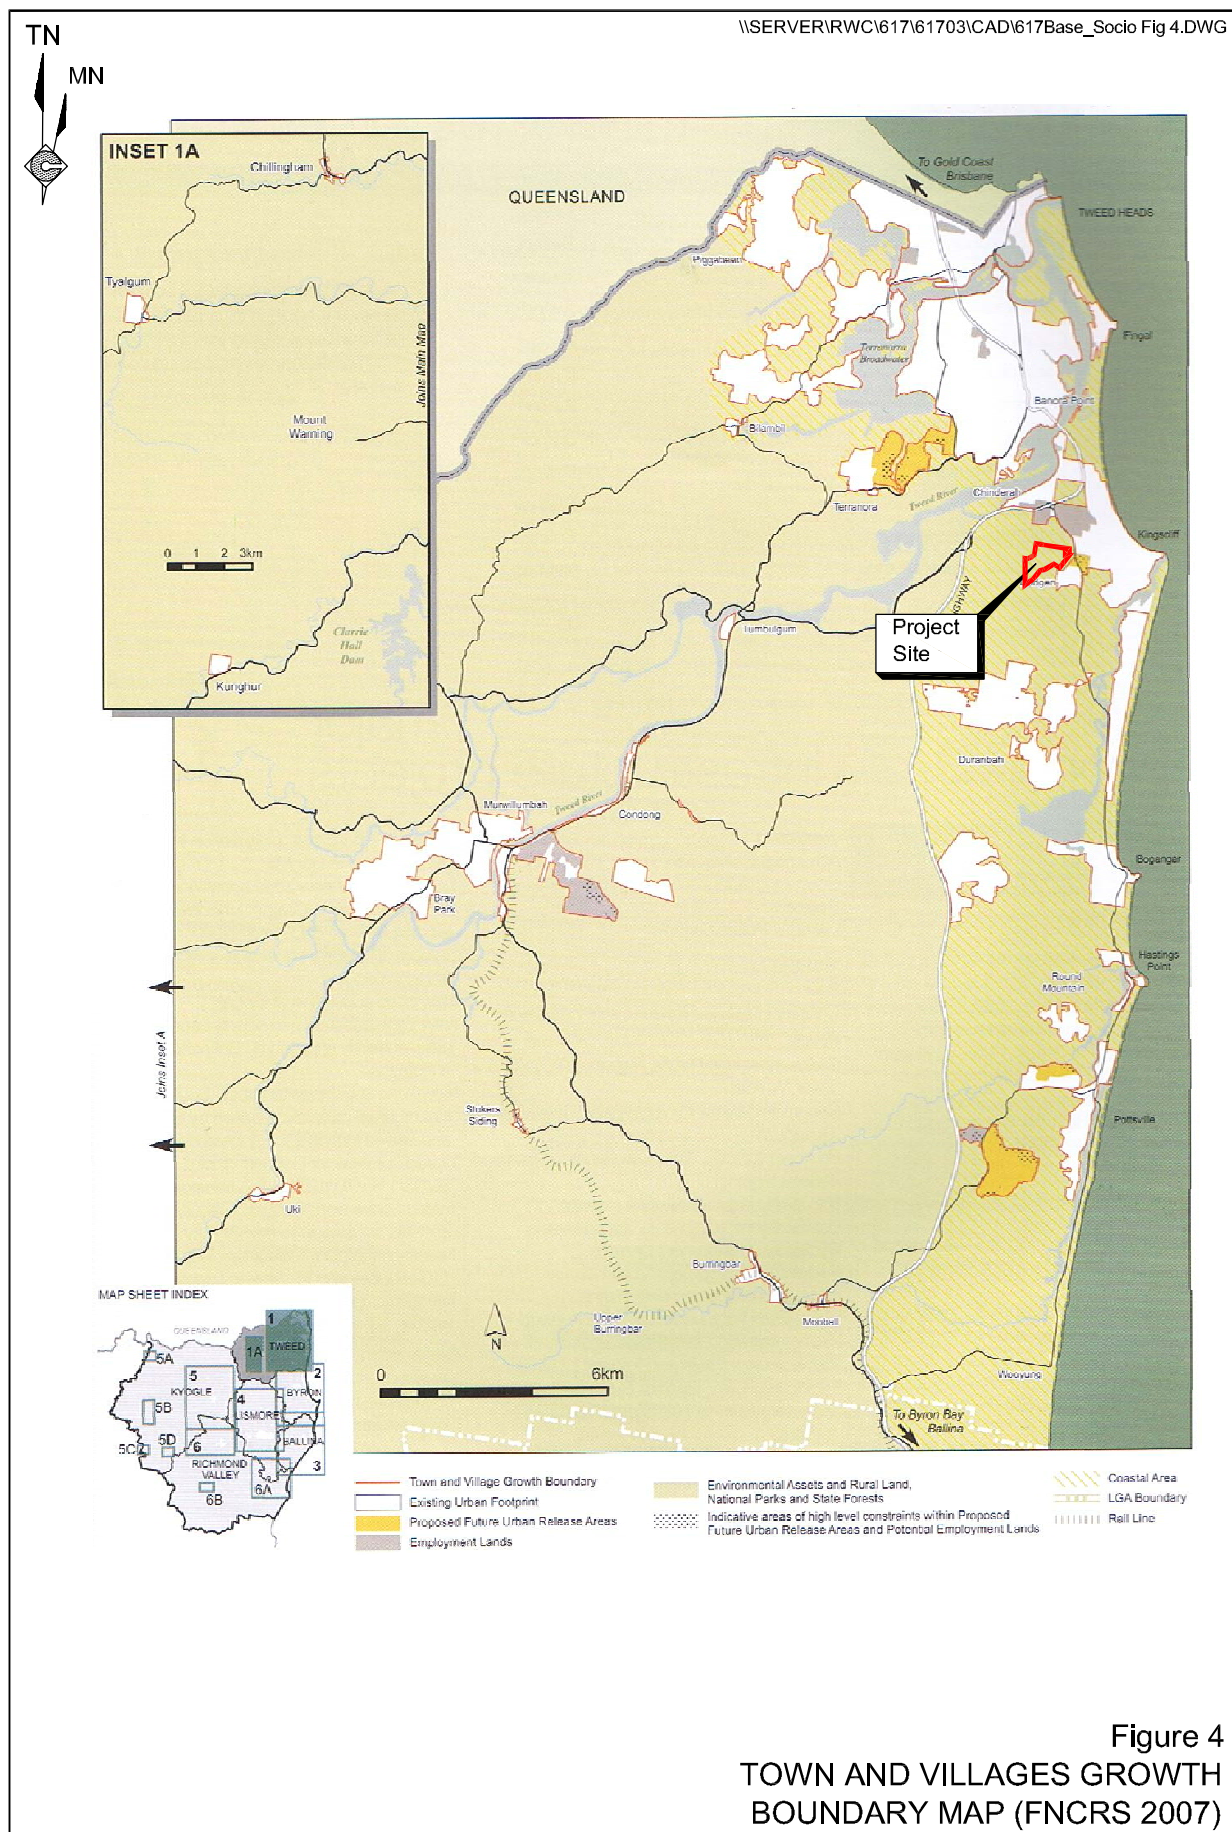 \\SERVER\RWC\617\61703\CAD\617Base_Socio Fig 4.DWG
TN
MN
INSET 1A
Chillingham
Tyalgum
Joins Main Map
Mount
Warning
0 1 2 3km
Clarrie
Hall
Dam
Kunghur
QUEENSLAND
To Gold Coast
Brisbane
TWEED HEADS
Piggabeen
Fingal
Terranora
Broadwater
Banora Point
Bilambil
Chinderah
Terranora
Tweed River
Kingscliff
Project
Site
Tumbulgum
Duranbah
Murwillumbah
Tweed River
Condong
Bogangar
Bray
Park
Hastings
Point
Round
Mountain
Joins Inset A
Stokers
Siding
Pottsville
Uki
Burringbar
Upper
Burringbar
Mooball
N
Wooyung
0 6km
To Byron Bay
Ballina
MAP SHEET INDEX
QUEENSLAND
1
1A
TWEED
5A
5
KYOGLE
2
BYRON
4
LISMORE
5B
BALLINA
5C
5D
6
RICHMOND
VALLEY
3
6A
6B
Town and Village Growth Boundary
Existing Urban Footprint
Proposed Future Urban Release Areas
Employment Lands
Environmental Assets and Rural Land,
National Parks and State Forests
Indicative areas of high level constraints within Proposed
Future Urban Release Areas and Potential Employment Lands
Coastal Area
LGA Boundary
Rail Line
Figure 4
TOWN AND VILLAGES GROWTH
BOUNDARY MAP (FNCRS 2007)